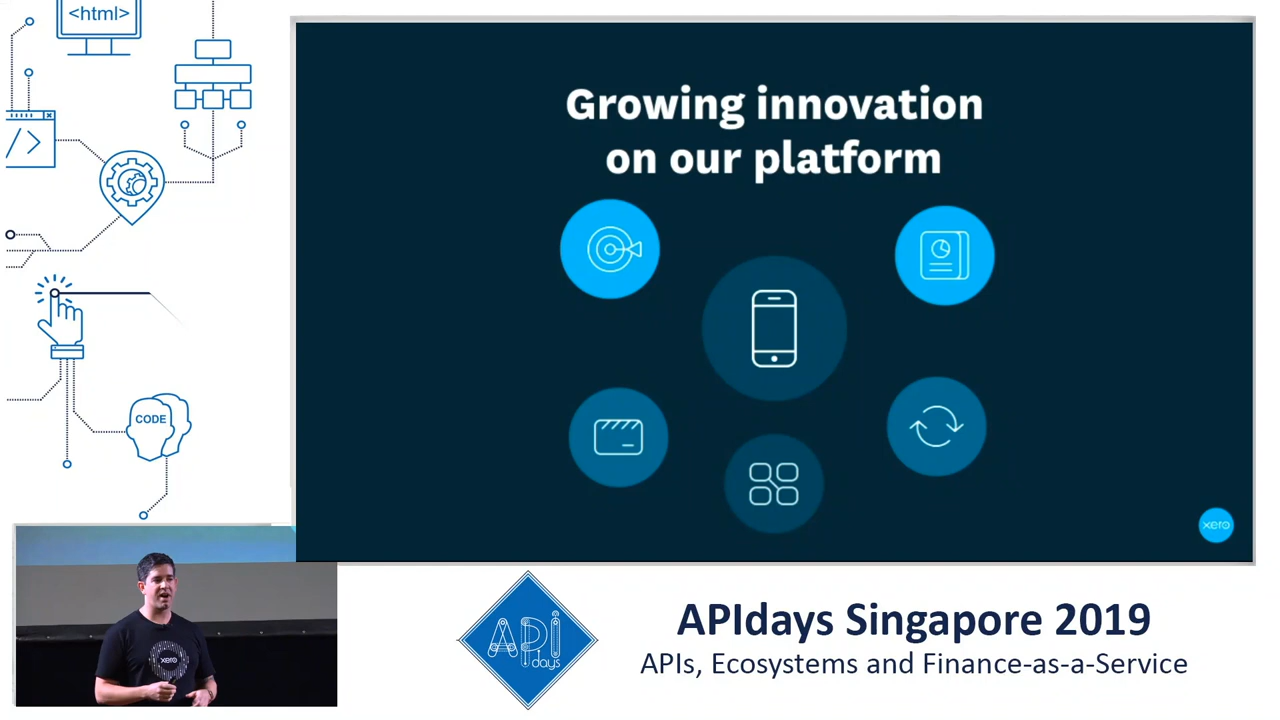 <html>
</>
CODE
Growing innovation
on our platform
xero
xero
API
days
APIdays Singapore 2019
APIs, Ecosystems and Finance-as-a-Service